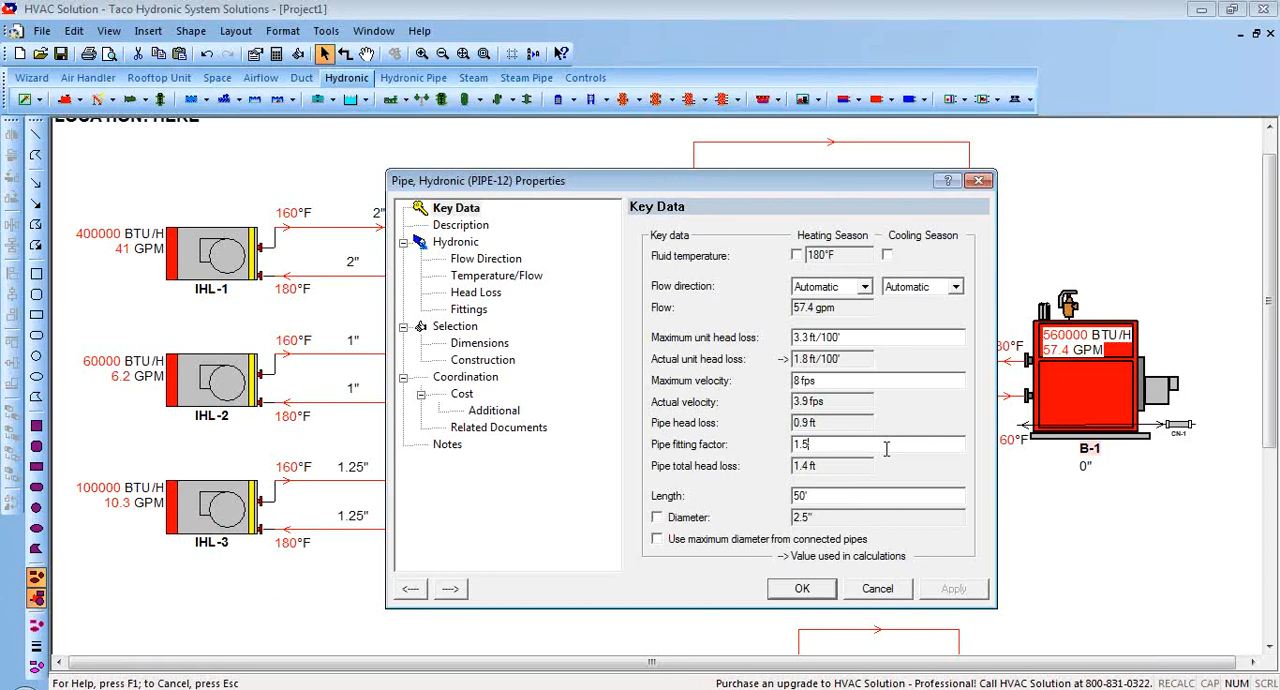 HVAC Solution - Taco Hydronic System Solutions - [Project1]
File Edit View Insert Shape Layout Format Tools Window Help
Wizard Air Handler Rooftop Unit Space Airflow Duct Hydronic Hydronic Pipe Steam Steam Pipe Controls
LOCATION: HERE
400000 BTU/H
41 GPM
IHL-1
160°F
2"
2"
180°F
60000 BTU/H
6.2 GPM
IHL-2
160°F
1"
1"
180°F
100000 BTU/H
10.3 GPM
IHL-3
160°F
1.25"
1.25"
180°F
Pipe, Hydronic (PIPE-12) Properties
Key Data
Description
Hydronic
Flow Direction
Temperature/Flow
Head Loss
Fittings
Selection
Dimensions
Construction
Coordination
Cost
Additional
Related Documents
Notes
Key Data
Key data Heating Season Cooling Season
Fluid temperature: 180°F
Flow direction: Automatic Automatic
Flow: 57.4 gpm
Maximum unit head loss: 3.3 ft/100'
Actual unit head loss: --> 1.8 ft/100'
Maximum velocity: 8 fps
Actual velocity: 3.9 fps
Pipe head loss: 0.9 ft
Pipe fitting factor: 1.5
Pipe total head loss: 1.4 ft
Length: 50'
Diameter: 2.5"
Use maximum diameter from connected pipes
--> Value used in calculations
<--- ---> OK Cancel Apply
560000 BTU/H
57.4 GPM
80°F
60°F
CN-1
B-1
0"
For Help, press F1; to Cancel, press Esc
Purchase an upgrade to HVAC Solution - Professional! Call HVAC Solution at 800-831-0322. RECALC CAP NUM SCRL